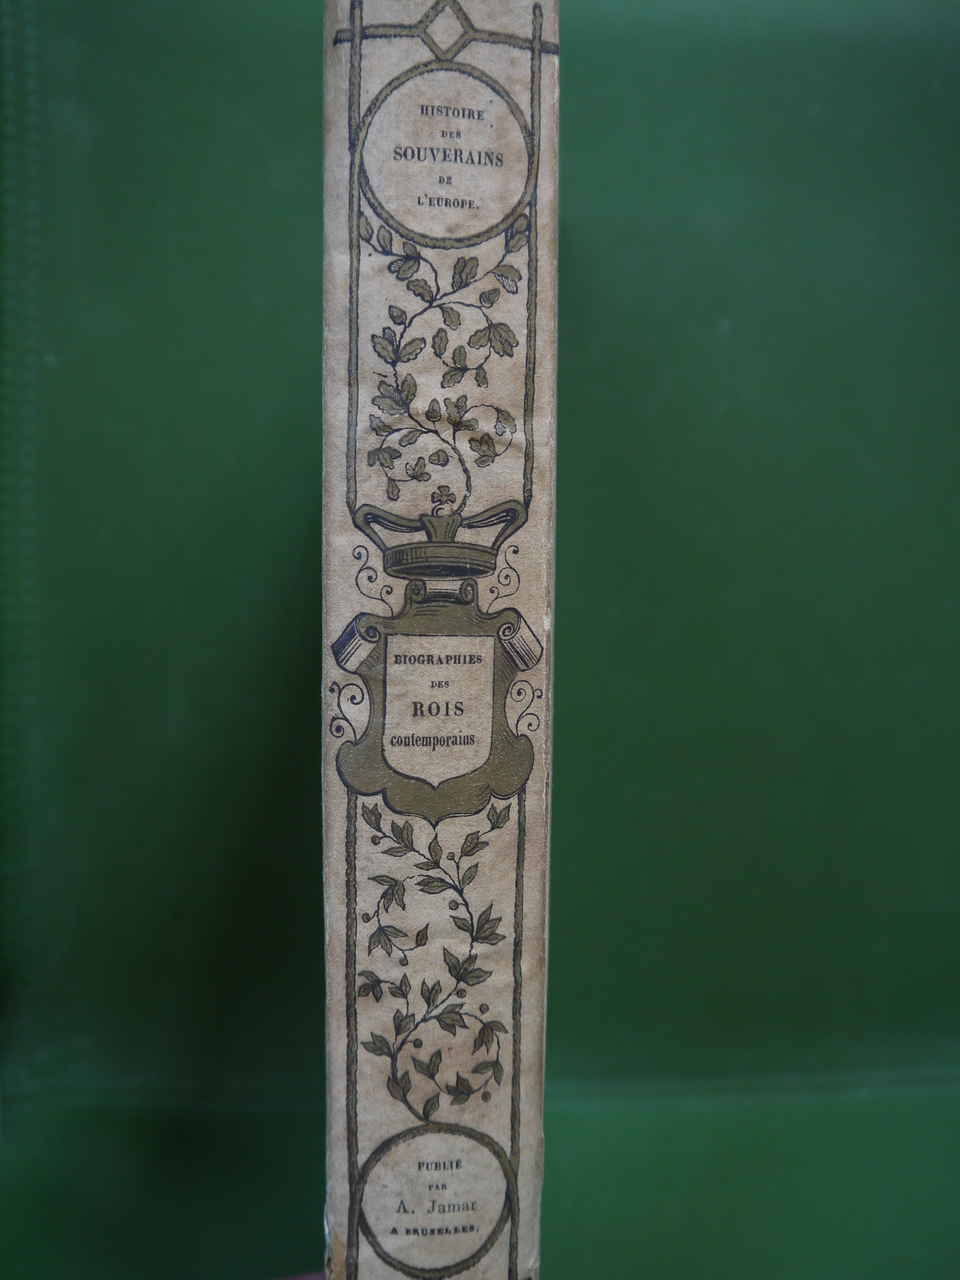 HISTOIRE
DES
SOUVERAINS
DE
L'EUROPE.
BIOGRAPHIES
DES
ROIS
contemporains
PUBLIÉ
PAR
A. Jamar
A BRUXELLES.